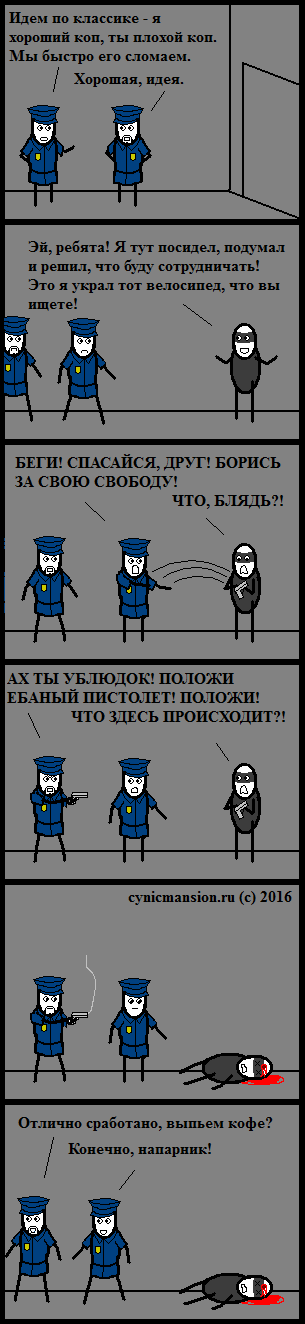 Идем по классике - я
хороший коп, ты плохой коп.
Мы быстро его сломаем.
Хорошая, идея.
Эй, ребята! Я тут посидел, подумал
и решил, что буду сотрудничать!
Это я украл тот велосипед, что вы
ищете!
БЕГИ! СПАСАЙСЯ, ДРУГ! БОРИСЬ
ЗА СВОЮ СВОБОДУ!
ЧТО, БЛЯДЬ?!
АХ ТЫ УБЛЮДОК! ПОЛОЖИ
ЕБАНЫЙ ПИСТОЛЕТ! ПОЛОЖИ!
ЧТО ЗДЕСЬ ПРОИСХОДИТ?!
cynicmansion.ru (c) 2016
Отлично сработано, выпьем кофе?
Конечно, напарник!